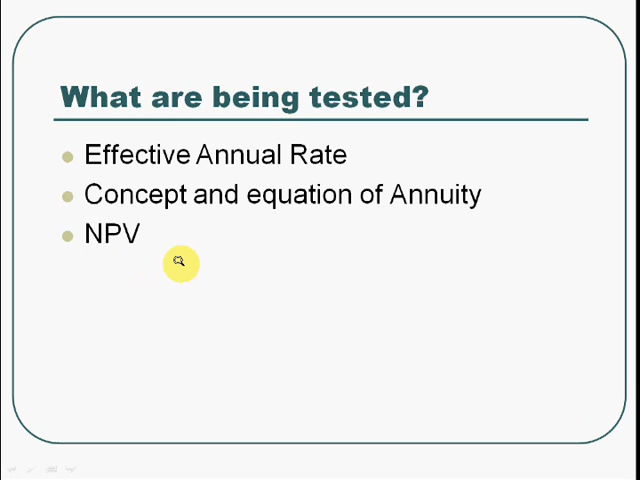 What are being tested?
Effective Annual Rate
Concept and equation of Annuity
NPV